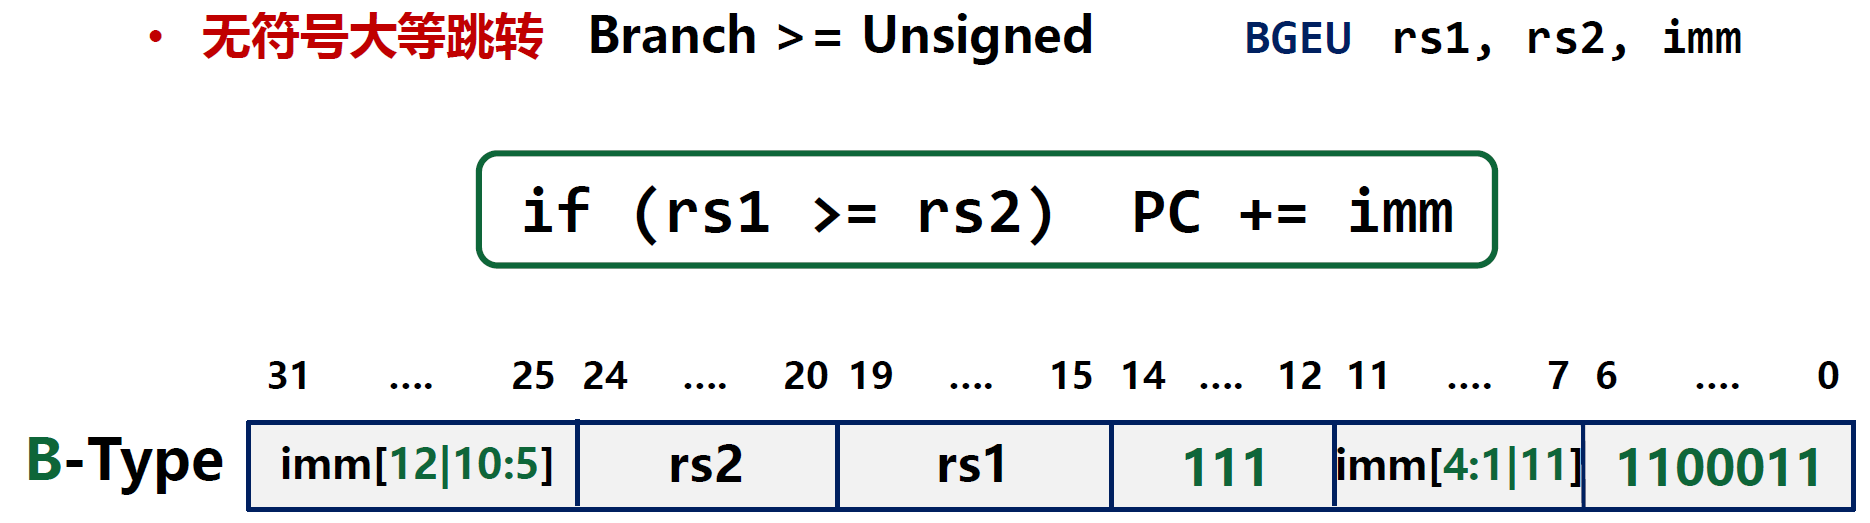 • 无符号大等跳转 Branch >= Unsigned BGEU rs1, rs2, imm
if (rs1 >= rs2) PC += imm
31 .... 25 24 .... 20 19 .... 15 14 .... 12 11 .... 7 6 .... 0
B-Type imm[12|10:5] rs2 rs1 111 imm[4:1|11] 1100011